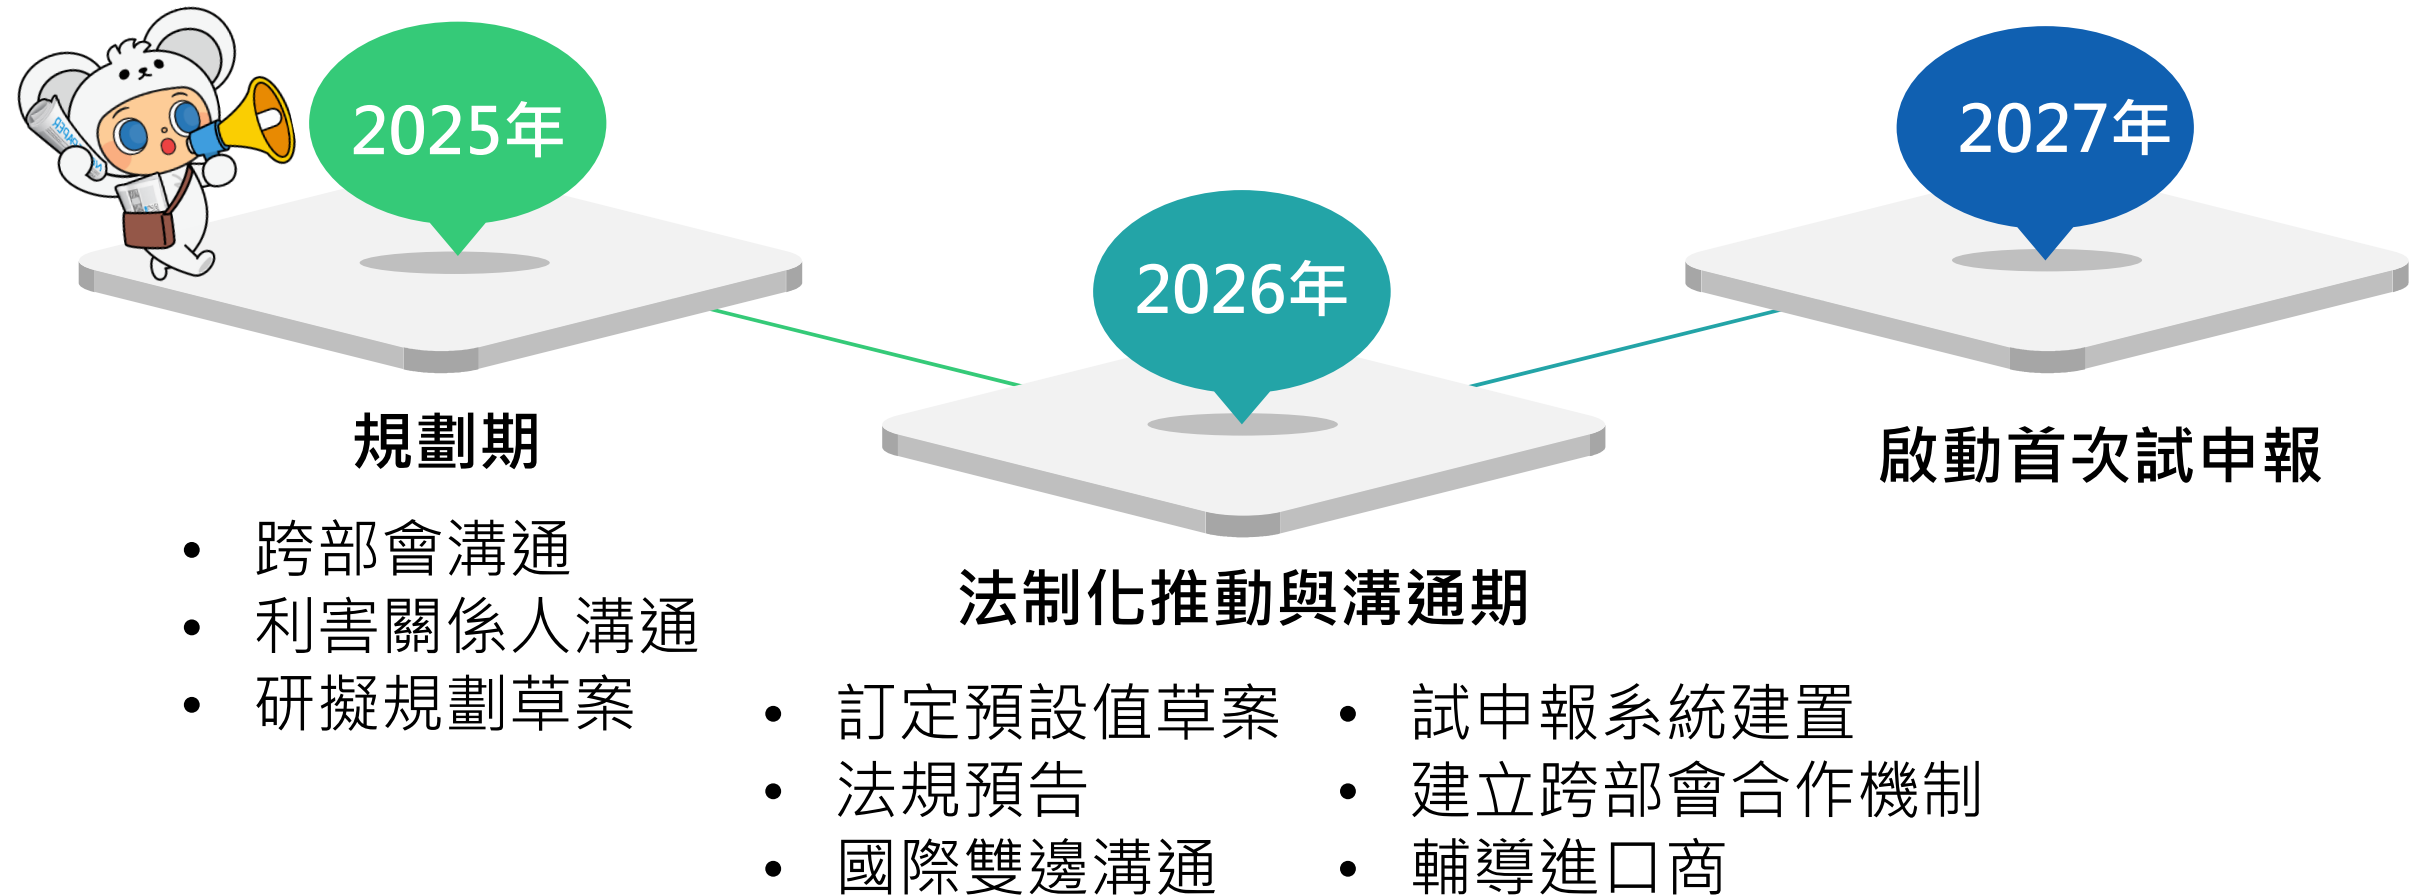 2025年
規劃期
• 跨部會溝通
• 利害關係人溝通
• 研擬規劃草案
2026年
法制化推動與溝通期
• 訂定預設值草案
• 法規預告
• 國際雙邊溝通
• 試申報系統建置
• 建立跨部會合作機制
• 輔導進口商
2027年
啟動首次試申報